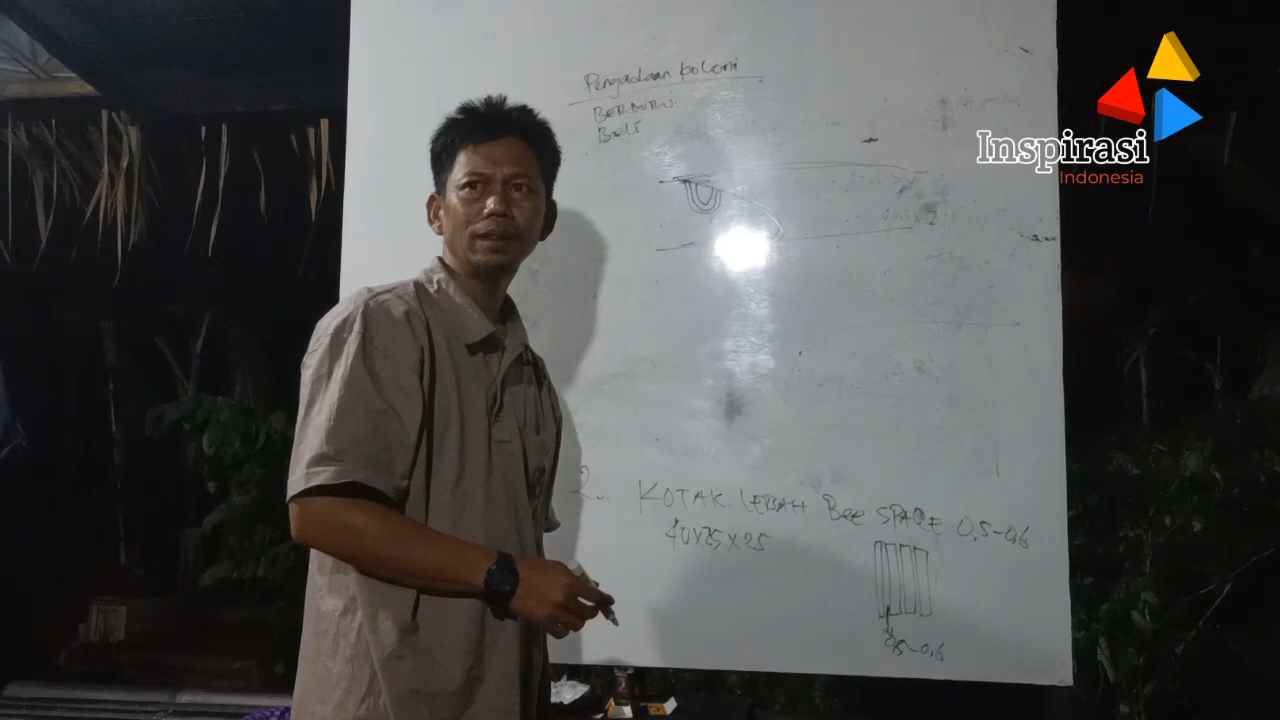 Pengadaan koloni
BERBURU
Beli
Inspirasi
Indonesia
2. KOTAK LEBAH Bee SPACE 0,5-0,6
40x25x25
0,5-0,6